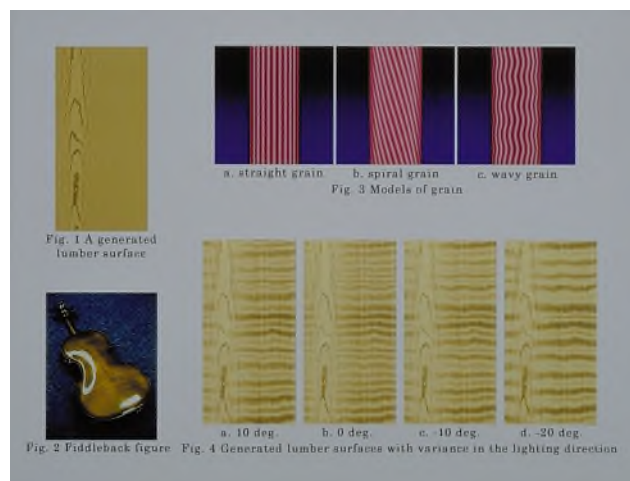 Fig. 1 A generated
lumber surface
a. straight grain
b. spiral grain
c. wavy grain
Fig. 3 Models of grain
Fig. 2 Fiddleback figure
a. 10 deg.
b. 0 deg.
c. -10 deg.
d. -20 deg.
Fig. 4 Generated lumber surfaces with variance in the lighting direction